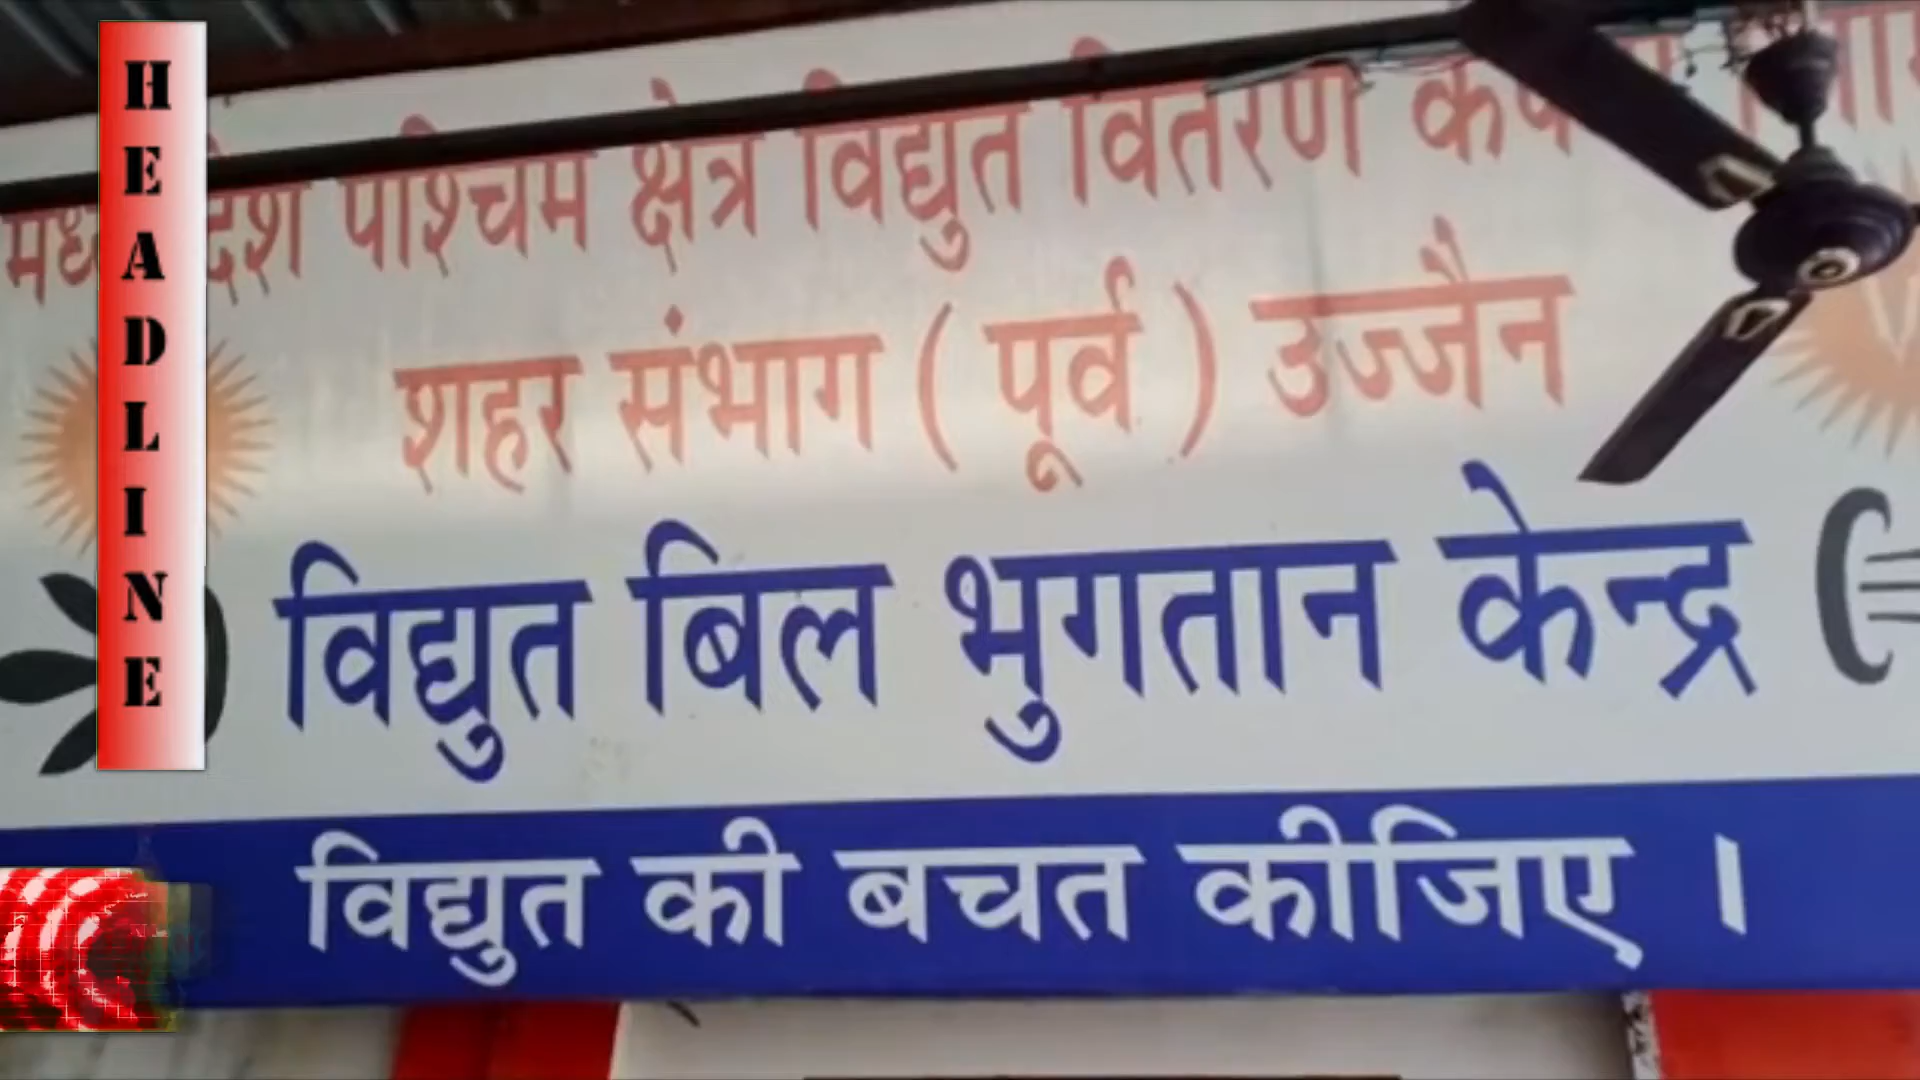 HEADLINE
पश्चिम क्षेत्र विद्युत वितरण
शहर संभाग ( पूर्व ) उज्जैन
विद्युत बिल भुगतान केन्द्र
विद्युत की बचत कीजिए ।